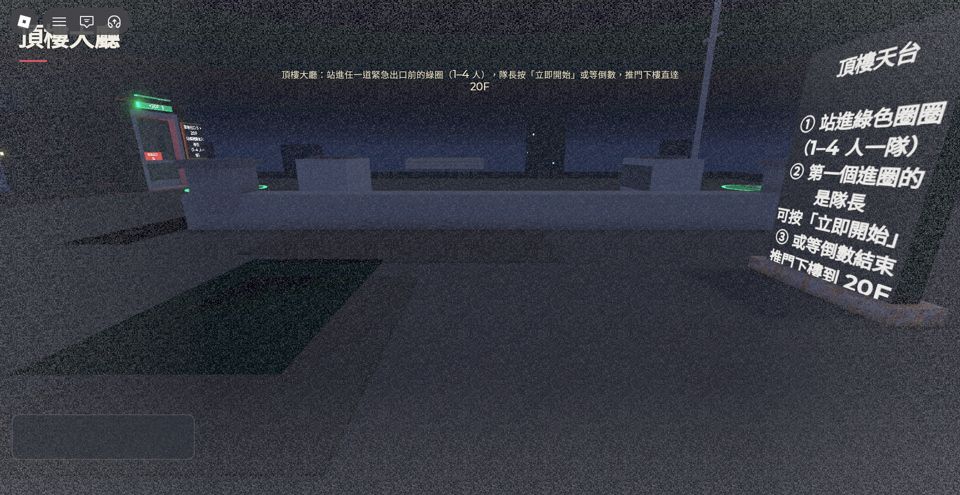 頂樓大廳
頂樓大廳：站進任一道緊急出口前的綠圈（1–4 人），隊長按「立即開始」或等倒數，推門下樓直達
20F
頂樓天台
① 站進綠色圈圈
（1–4 人一隊）
② 第一個進圈的
是隊長
可按「立即開始」
③ 或等倒數結束
推門下樓到 20F